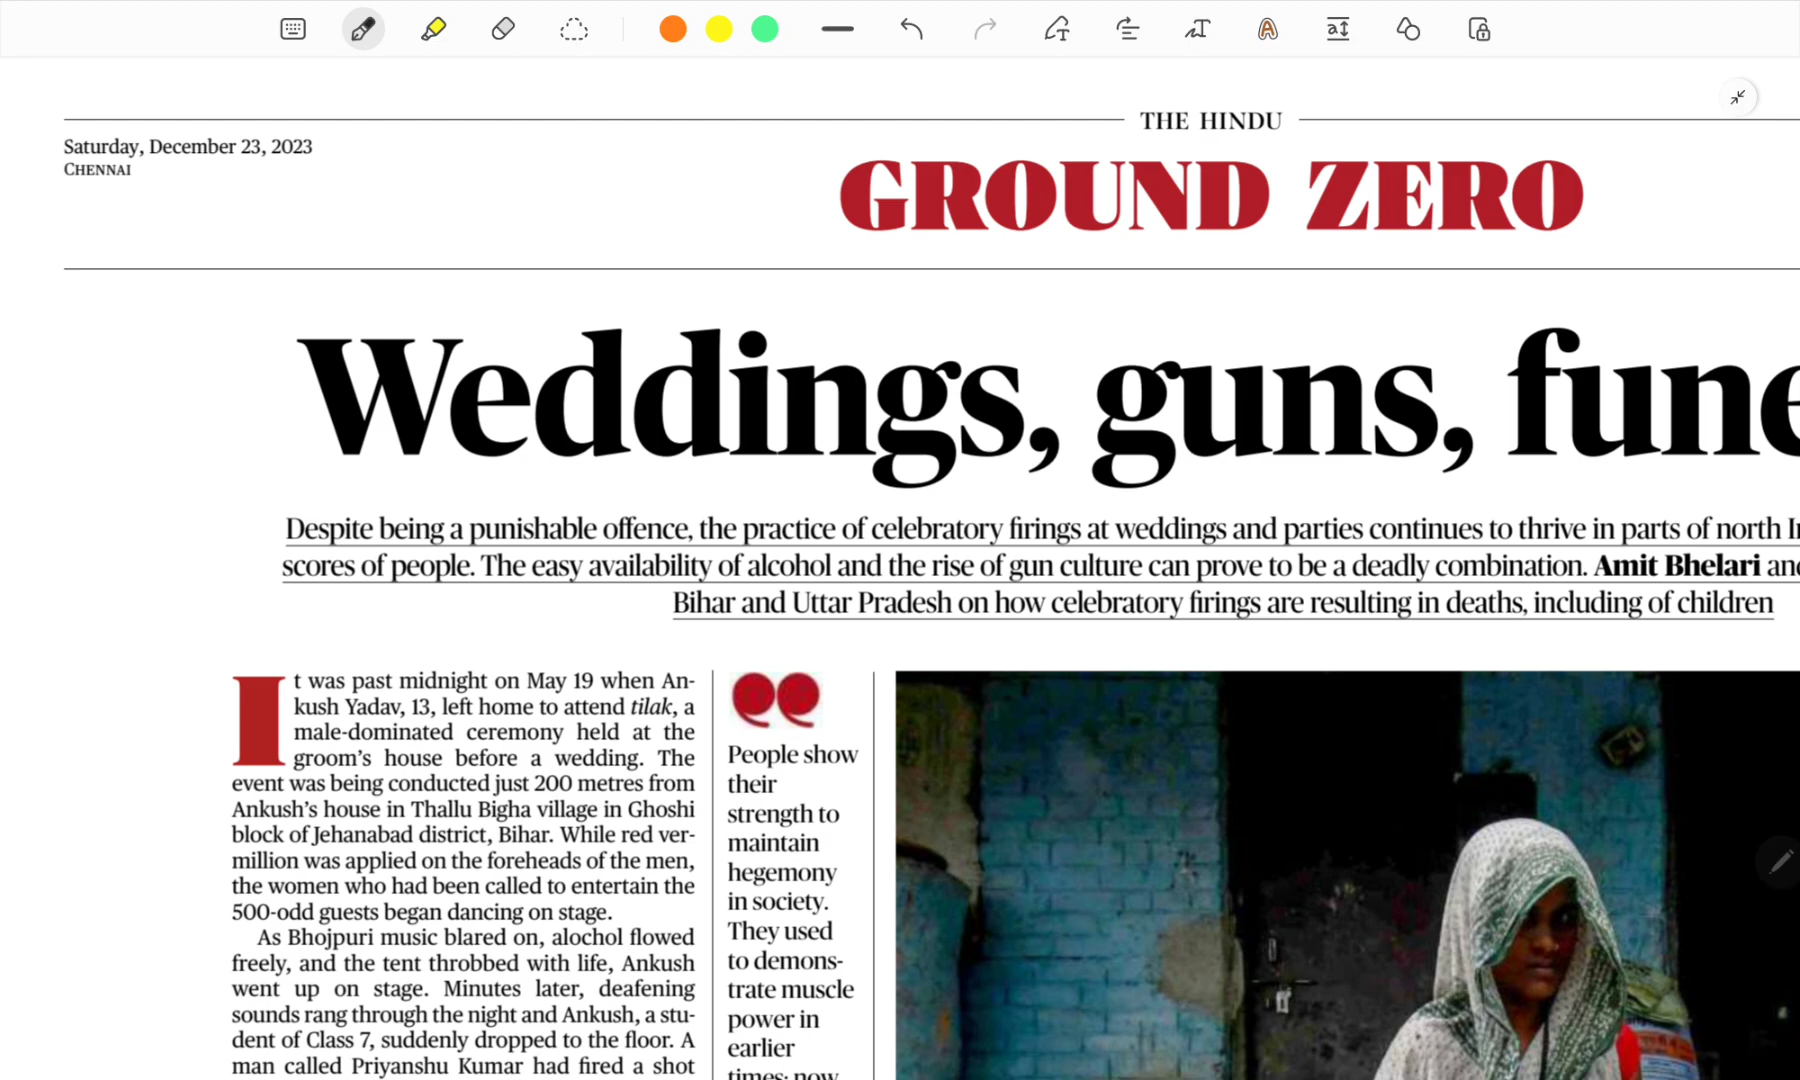 THE HINDU
Saturday, December 23, 2023
CHENNAI
GROUND ZERO
Weddings, guns,
Despite being a punishable offence, the practice of celebratory firings at weddings and parties continues to thrive in parts of north
scores of people. The easy availability of alcohol and the rise of gun culture can prove to be a deadly combination. Amit Bhelari
Bihar and Uttar Pradesh on how celebratory firings are resulting in deaths, including of children
It was past midnight on May 19 when An-
kush Yadav, 13, left home to attend tilak, a
male-dominated ceremony held at the
groom's house before a wedding. The
event was being conducted just 200 metres from
Ankush's house in Thallu Bigha village in Ghoshi
block of Jehanabad district, Bihar. While red ver-
million was applied on the foreheads of the men,
the women who had been called to entertain the
500-odd guests began dancing on stage.
As Bhojpuri music blared on, alochol flowed
freely, and the tent throbbed with life, Ankush
went up on stage. Minutes later, deafening
sounds rang through the night and Ankush, a stu-
dent of Class 7, suddenly dropped to the floor. A
man called Priyanshu Kumar had fired a shot
People show
their
strength to
maintain
hegemony
in society.
They used
to demons-
trate muscle
power in
earlier
times; now